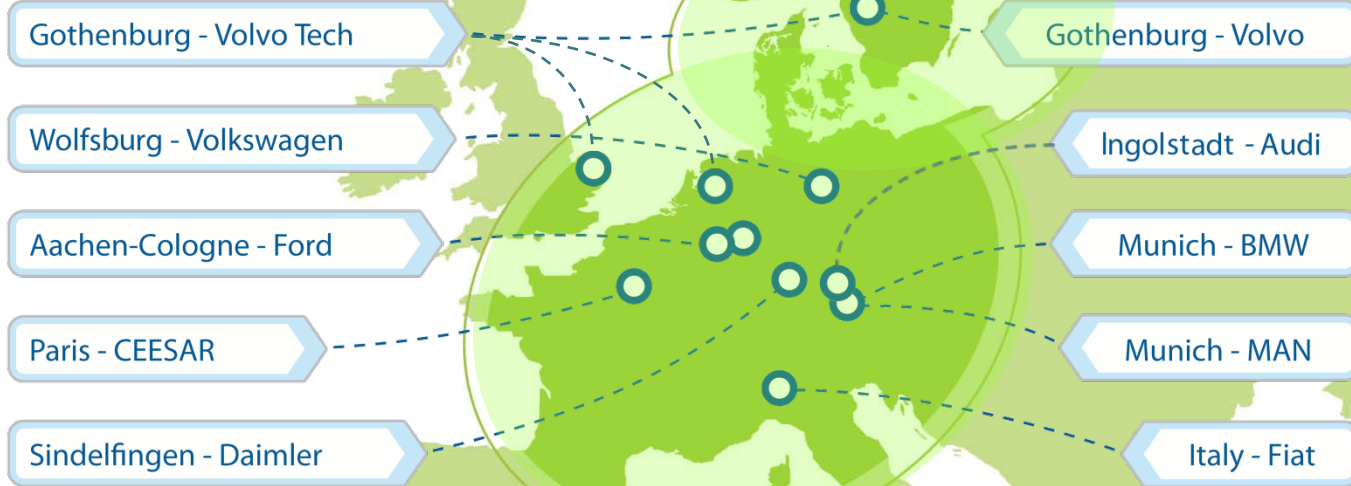 Gothenburg - Volvo Tech
Wolfsburg - Volkswagen
Aachen-Cologne - Ford
Paris - CEESAR
Sindelfingen - Daimler
Gothenburg - Volvo
Ingolstadt - Audi
Munich - BMW
Munich - MAN
Italy - Fiat